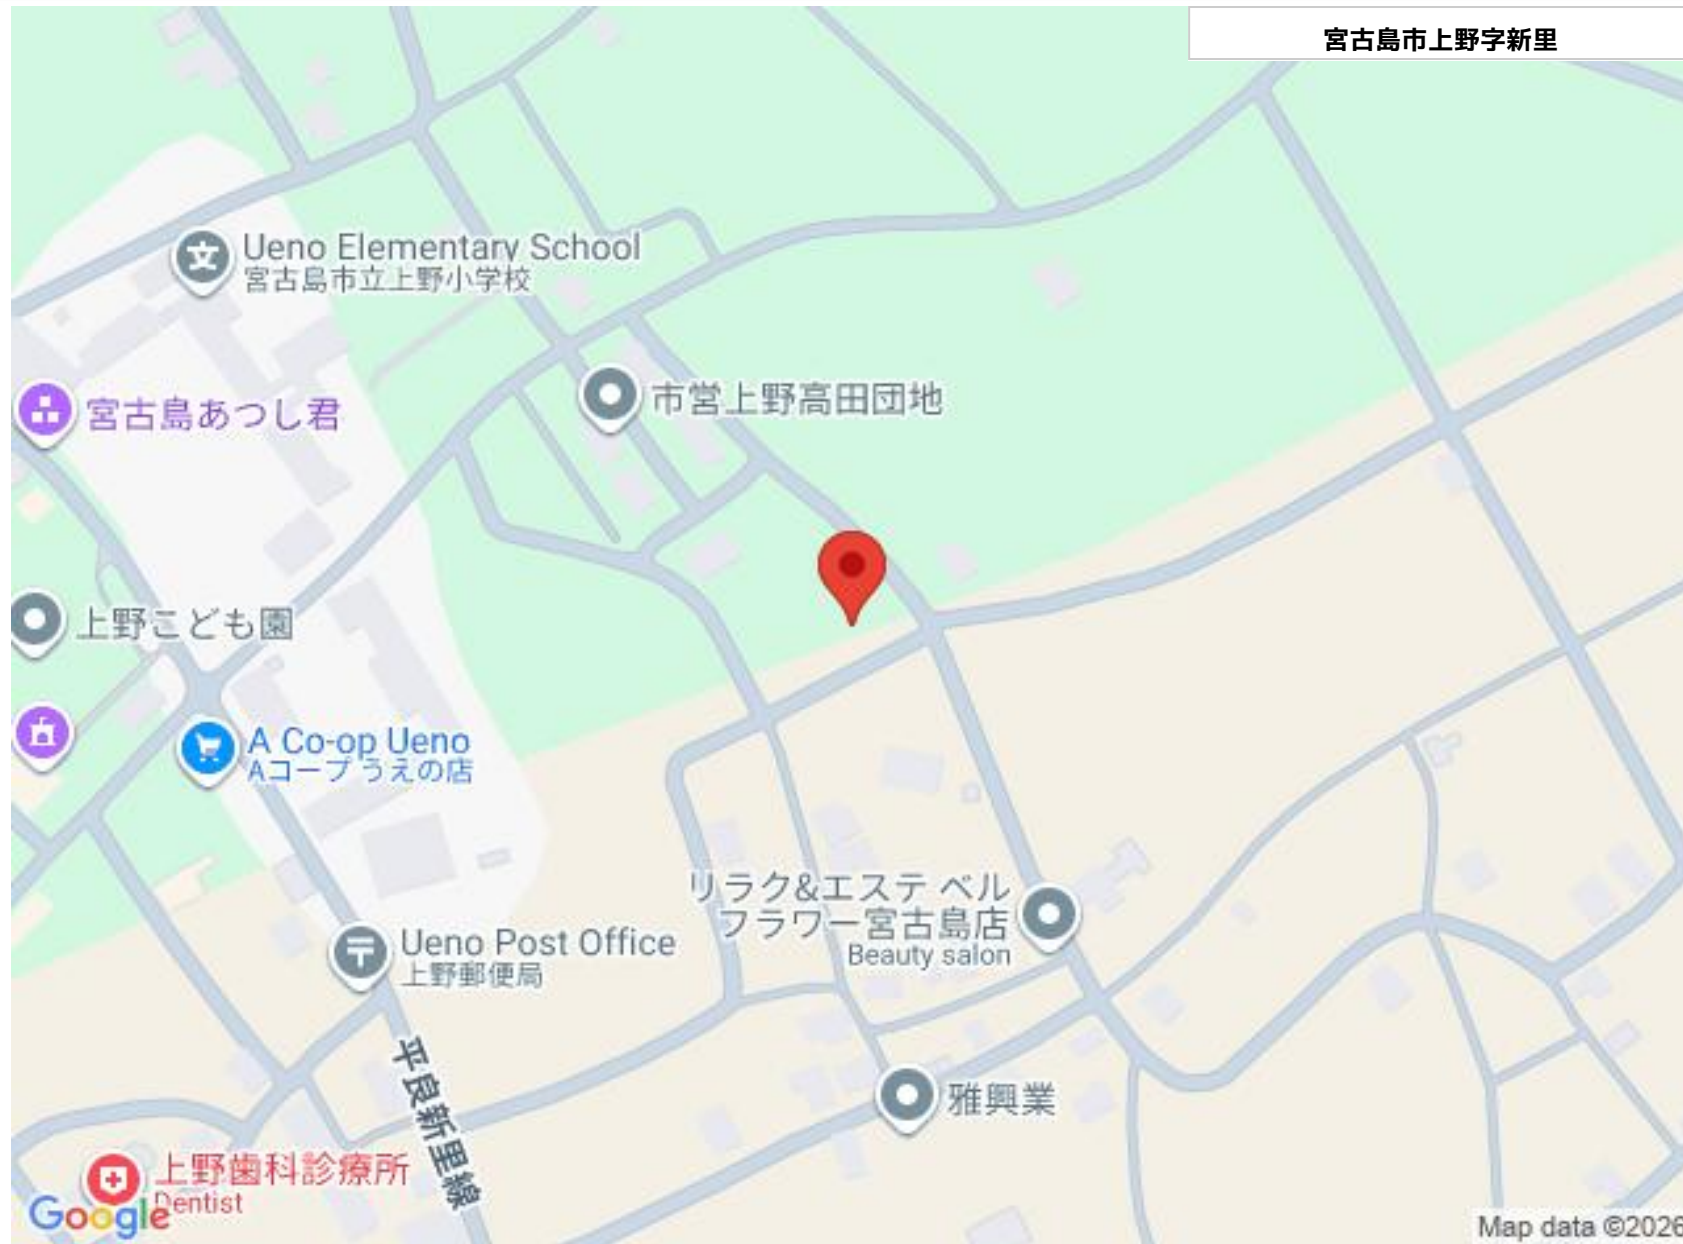 宮古島市上野字新里
Ueno Elementary School
宮古島市立上野小学校
市営上野高田団地
宮古島あつし君
上野こども園
A Co-op Ueno
Aコープうえの店
リラク&エステ ベル
フラワー宮古島店
Beauty salon
Ueno Post Office
上野郵便局
平良新里線
雅興業
上野歯科診療所
Dentist
Google
Map data ©2026